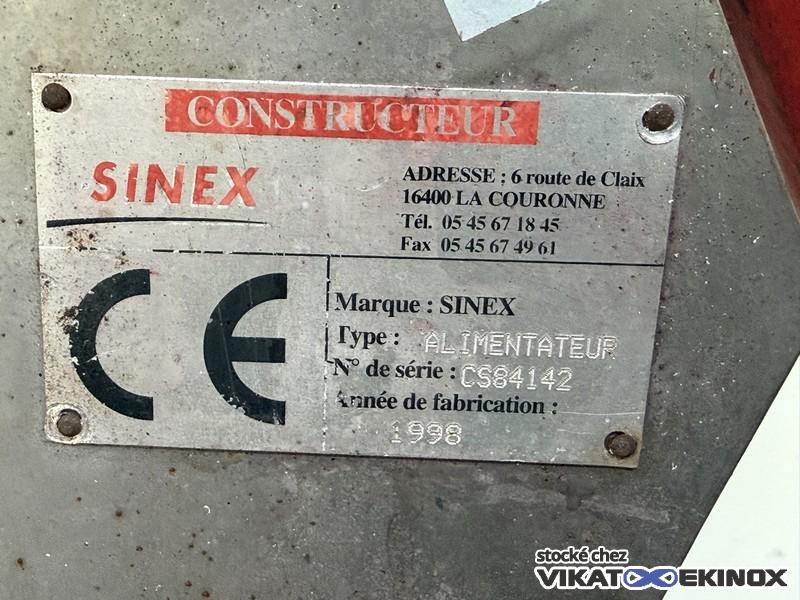 CONSTRUCTEUR
SINEX
ADRESSE : 6 route de Claix
16400 LA COURONNE
Tél. 05 45 67 18 45
Fax 05 45 67 49 61
CE
Marque : SINEX
Type : ALIMENTATEUR
N° de série : CS84142
Année de fabrication :
1998
stocké chez
VIKAT EKINOX